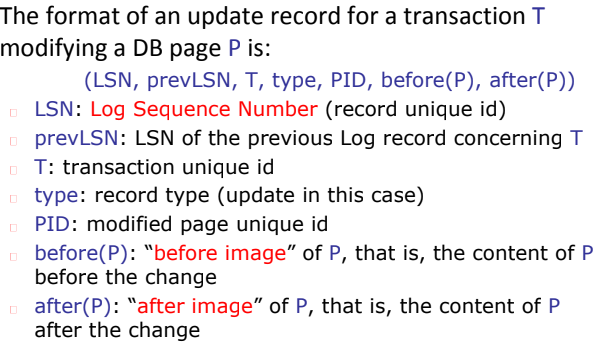 The format of an update record for a transaction T
modifying a DB page P is:
(LSN, prevLSN, T, type, PID, before(P), after(P))
LSN: Log Sequence Number (record unique id)
prevLSN: LSN of the previous Log record concerning T
T: transaction unique id
type: record type (update in this case)
PID: modified page unique id
before(P): “before image” of P, that is, the content of P
before the change
after(P): “after image” of P, that is, the content of P
after the change